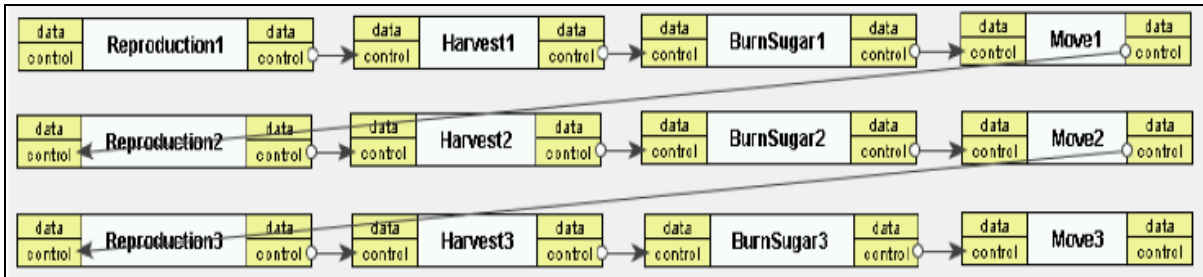 data Reproduction1 data data Harvest1 data data BurnSugar1 data data Move1 data
control control control control control control control control
data Reproduction2 data data Harvest2 data data BurnSugar2 data data Move2 data
control control control control control control control control
data Reproduction3 data data Harvest3 data data BurnSugar3 data data Move3 data
control control control control control control control control